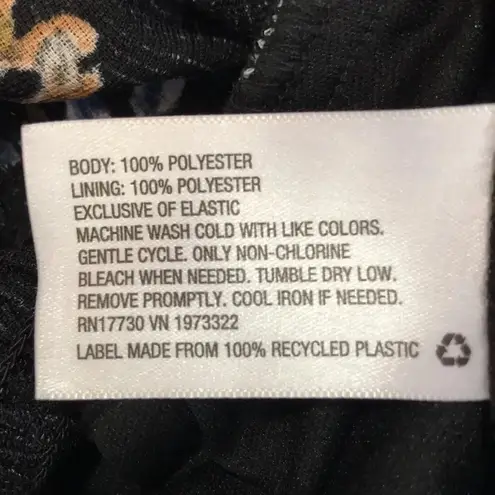 BODY: 100% POLYESTER
LINING: 100% POLYESTER
EXCLUSIVE OF ELASTIC
MACHINE WASH COLD WITH LIKE COLORS.
GENTLE CYCLE. ONLY NON-CHLORINE
BLEACH WHEN NEEDED. TUMBLE DRY LOW.
REMOVE PROMPTLY. COOL IRON IF NEEDED.
RN17730 VN 1973322
LABEL MADE FROM 100% RECYCLED PLASTIC